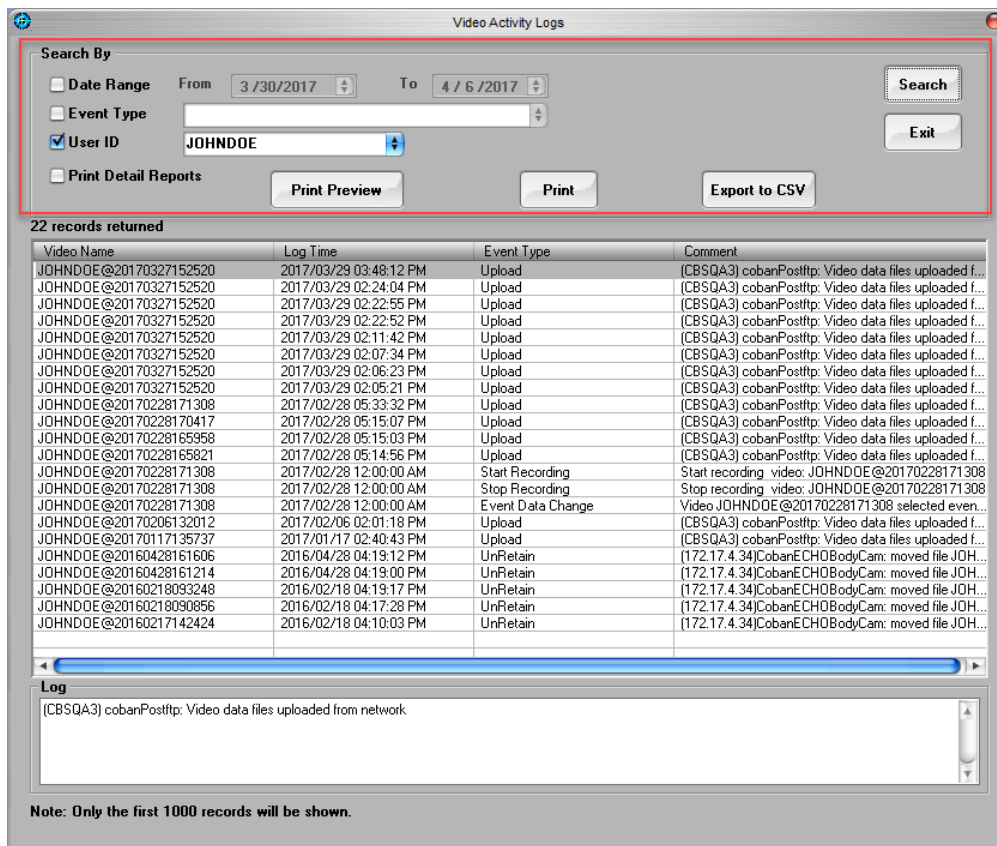 Video Activity Logs
Search By
Date Range From 3 /30/2017 To 4 / 6 /2017 Search
Event Type
User ID JOHNDOE Exit
Print Detail Reports Print Preview Print Export to CSV
22 records returned
Video Name Log Time Event Type Comment
JOHNDOE@20170327152520 2017/03/29 03:48:12 PM Upload (CBSQA3) cobanPostftp: Video data files uploaded f...
JOHNDOE@20170327152520 2017/03/29 02:24:04 PM Upload (CBSQA3) cobanPostftp: Video data files uploaded f...
JOHNDOE@20170327152520 2017/03/29 02:22:55 PM Upload (CBSQA3) cobanPostftp: Video data files uploaded f...
JOHNDOE@20170327152520 2017/03/29 02:22:52 PM Upload (CBSQA3) cobanPostftp: Video data files uploaded f...
JOHNDOE@20170327152520 2017/03/29 02:11:42 PM Upload (CBSQA3) cobanPostftp: Video data files uploaded f...
JOHNDOE@20170327152520 2017/03/29 02:07:34 PM Upload (CBSQA3) cobanPostftp: Video data files uploaded f...
JOHNDOE@20170327152520 2017/03/29 02:06:23 PM Upload (CBSQA3) cobanPostftp: Video data files uploaded f...
JOHNDOE@20170327152520 2017/03/29 02:05:21 PM Upload (CBSQA3) cobanPostftp: Video data files uploaded f...
JOHNDOE@20170228171308 2017/02/28 05:33:32 PM Upload (CBSQA3) cobanPostftp: Video data files uploaded f...
JOHNDOE@20170228170417 2017/02/28 05:15:07 PM Upload (CBSQA3) cobanPostftp: Video data files uploaded f...
JOHNDOE@20170228165958 2017/02/28 05:15:03 PM Upload (CBSQA3) cobanPostftp: Video data files uploaded f...
JOHNDOE@20170228165821 2017/02/28 05:14:56 PM Upload (CBSQA3) cobanPostftp: Video data files uploaded f...
JOHNDOE@20170228171308 2017/02/28 12:00:00 AM Start Recording Start recording video: JOHNDOE@20170228171308
JOHNDOE@20170228171308 2017/02/28 12:00:00 AM Stop Recording Stop recording video: JOHNDOE@20170228171308
JOHNDOE@20170228171308 2017/02/28 12:00:00 AM Event Data Change Video JOHNDOE@20170228171308 selected even...
JOHNDOE@20170206132012 2017/02/06 02:01:18 PM Upload (CBSQA3) cobanPostftp: Video data files uploaded f...
JOHNDOE@20170117135737 2017/01/17 02:40:43 PM Upload (CBSQA3) cobanPostftp: Video data files uploaded f...
JOHNDOE@20160428161606 2016/04/28 04:19:12 PM UnRetain (172.17.4.34)CobanECHOBodyCam: moved file JOH...
JOHNDOE@20160428161214 2016/04/28 04:19:00 PM UnRetain (172.17.4.34)CobanECHOBodyCam: moved file JOH...
JOHNDOE@20160218093248 2016/02/18 04:19:17 PM UnRetain (172.17.4.34)CobanECHOBodyCam: moved file JOH...
JOHNDOE@20160218090856 2016/02/18 04:17:28 PM UnRetain (172.17.4.34)CobanECHOBodyCam: moved file JOH...
JOHNDOE@20160217142424 2016/02/18 04:10:03 PM UnRetain (172.17.4.34)CobanECHOBodyCam: moved file JOH...
Log
(CBSQA3) cobanPostftp: Video data files uploaded from network
Note: Only the first 1000 records will be shown.